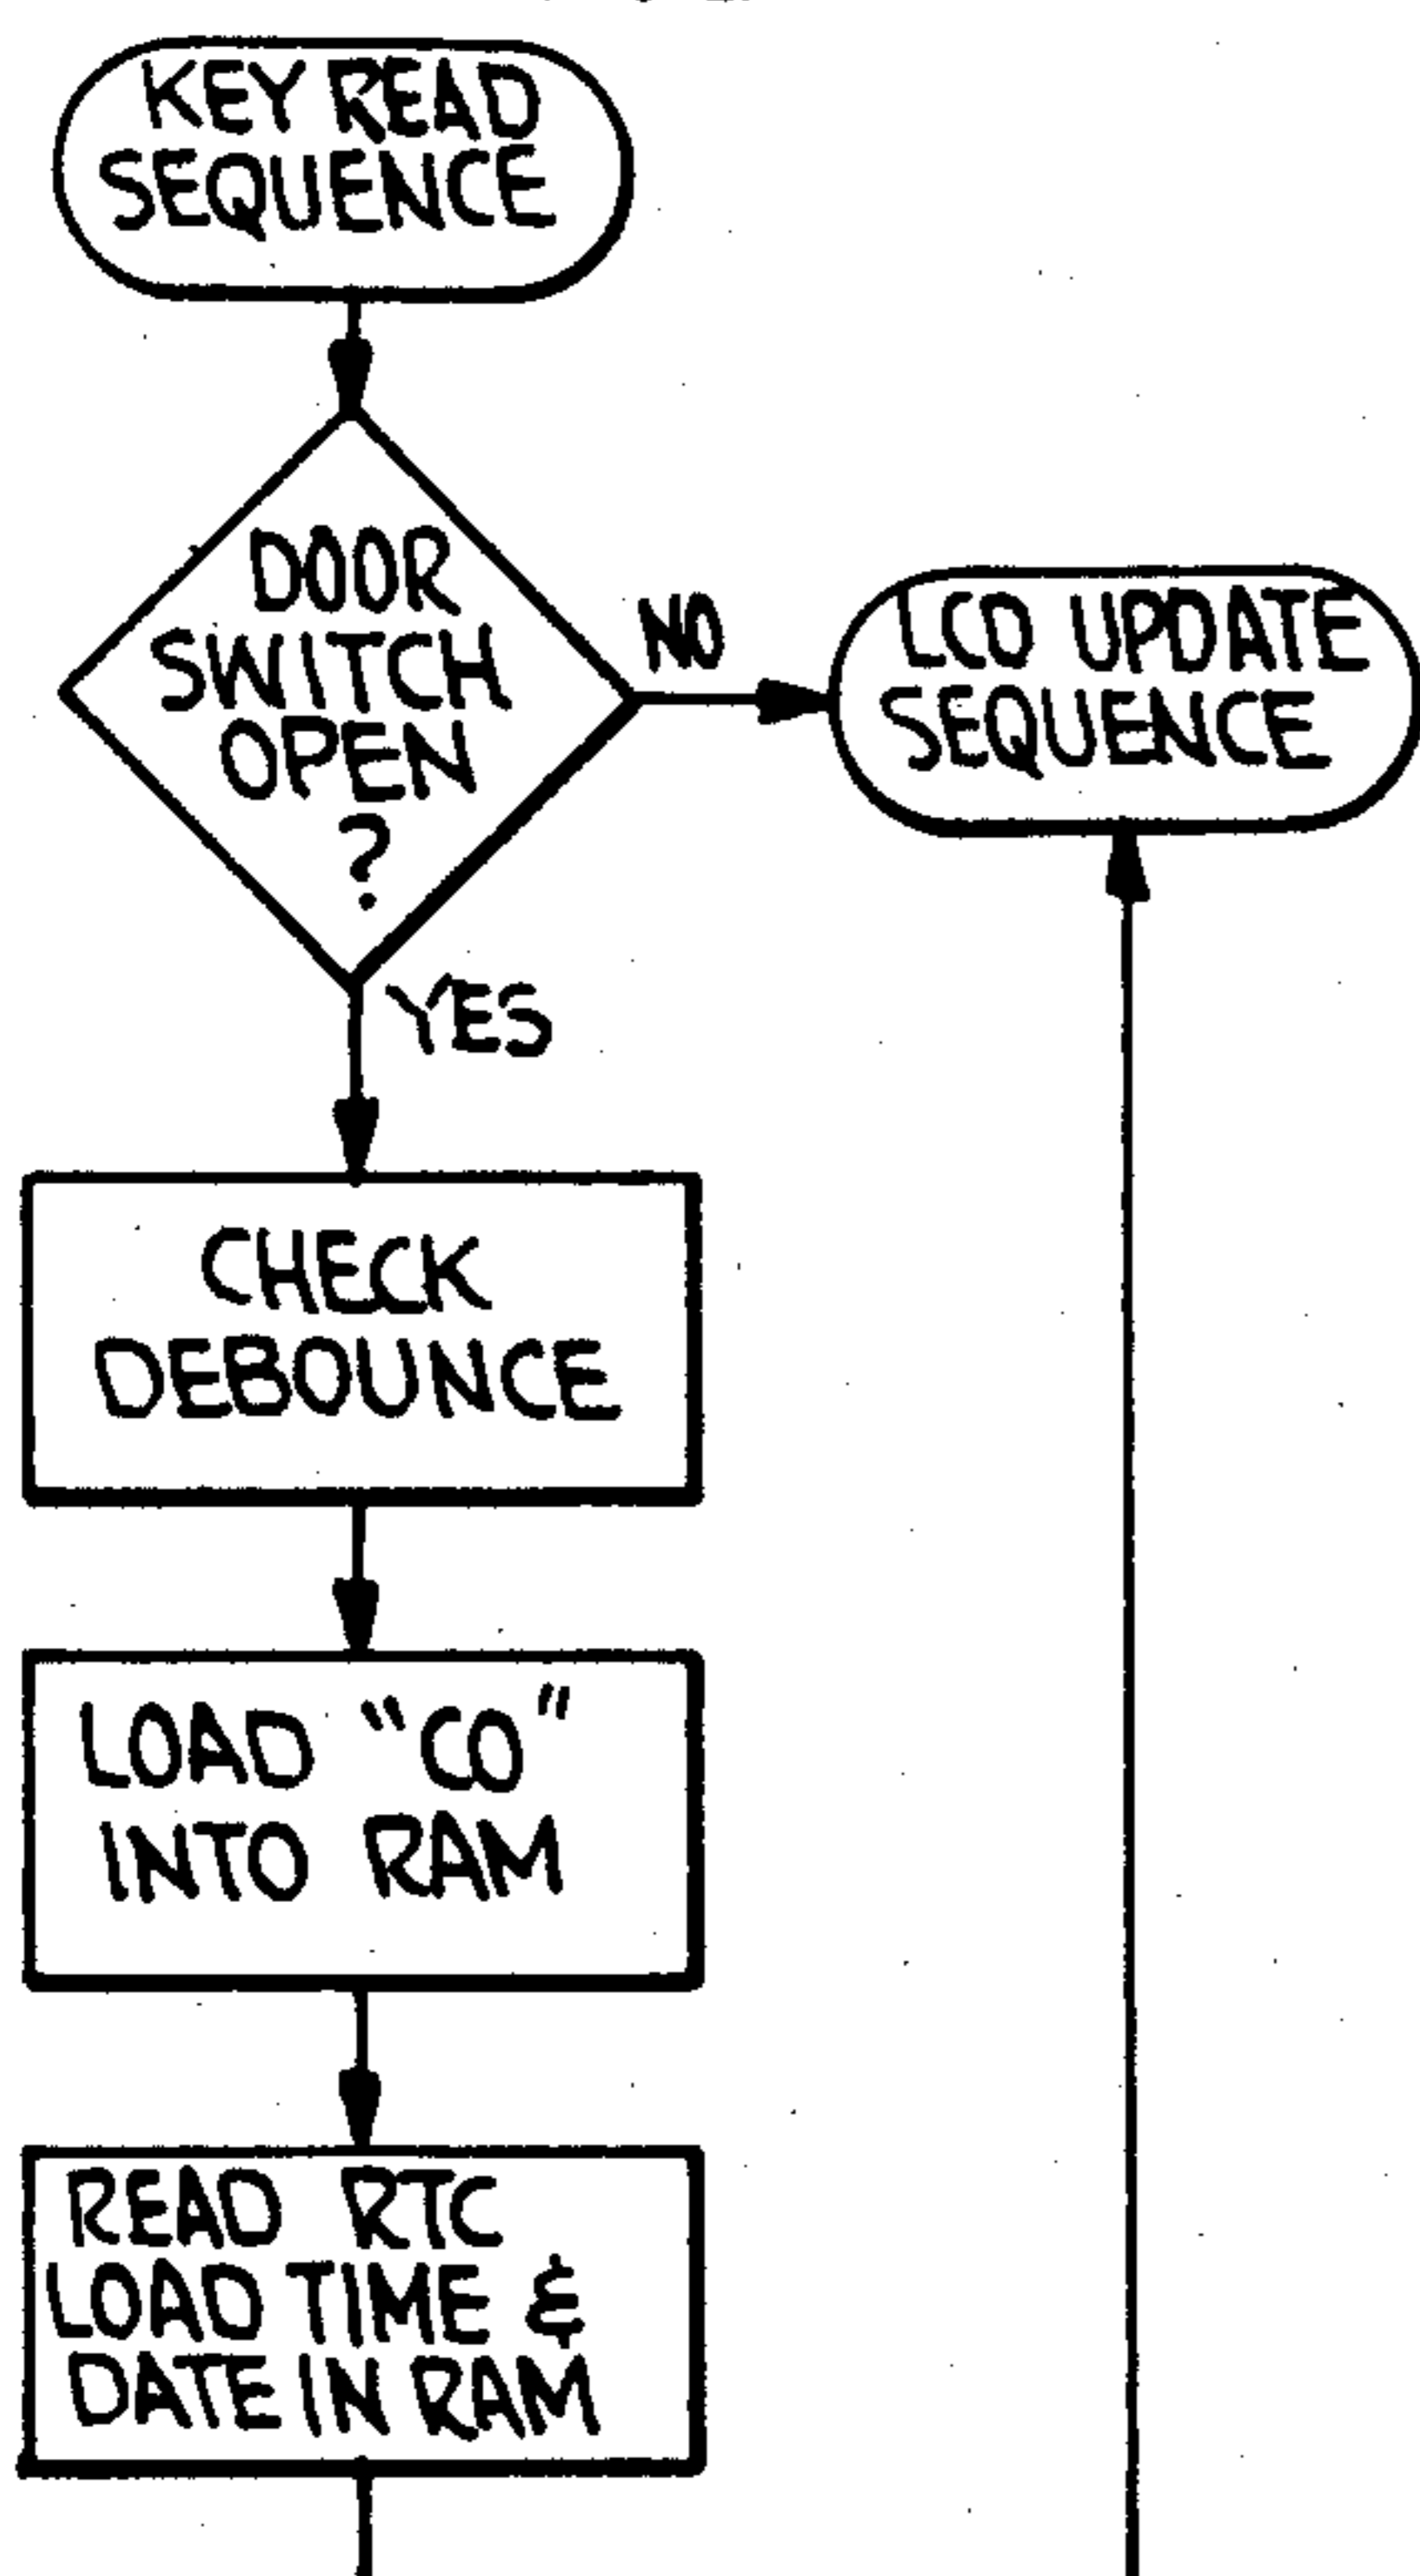 KEY READ
SEQUENCE
DOOR
SWITCH
OPEN
?
NO
LCD UPDATE
SEQUENCE
YES
CHECK
DEBOUNCE
LOAD "CO"
INTO RAM
READ RTC
LOAD TIME &
DATE IN RAM